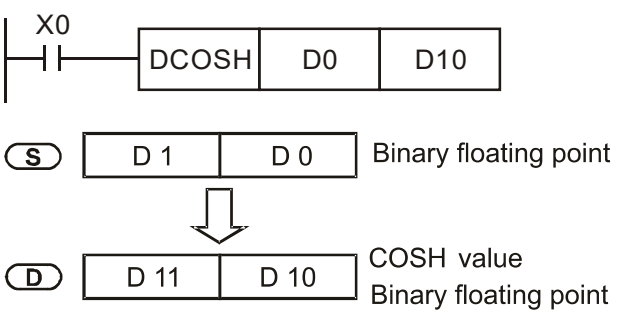 X0
DCOSH D0 D10
S D 1 D 0 Binary floating point
D D 11 D 10 COSH value
Binary floating point